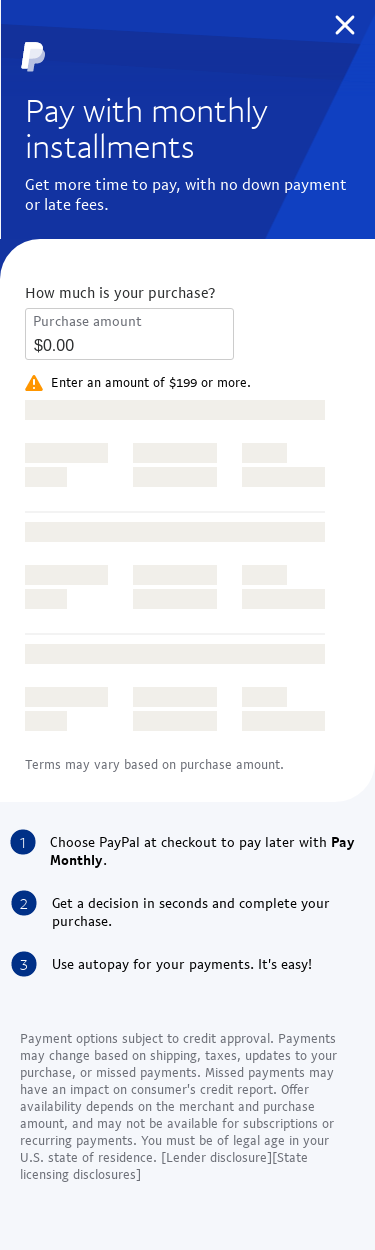 Pay with monthly
installments
Get more time to pay, with no down payment
or late fees.
How much is your purchase?
Purchase amount
$0.00
Enter an amount of $199 or more.
Terms may vary based on purchase amount.
1 Choose PayPal at checkout to pay later with Pay
Monthly.
2 Get a decision in seconds and complete your
purchase.
3 Use autopay for your payments. It's easy!
Payment options subject to credit approval. Payments
may change based on shipping, taxes, updates to your
purchase, or missed payments. Missed payments may
have an impact on consumer's credit report. Offer
availability depends on the merchant and purchase
amount, and may not be available for subscriptions or
recurring payments. You must be of legal age in your
U.S. state of residence. [Lender disclosure][State
licensing disclosures]